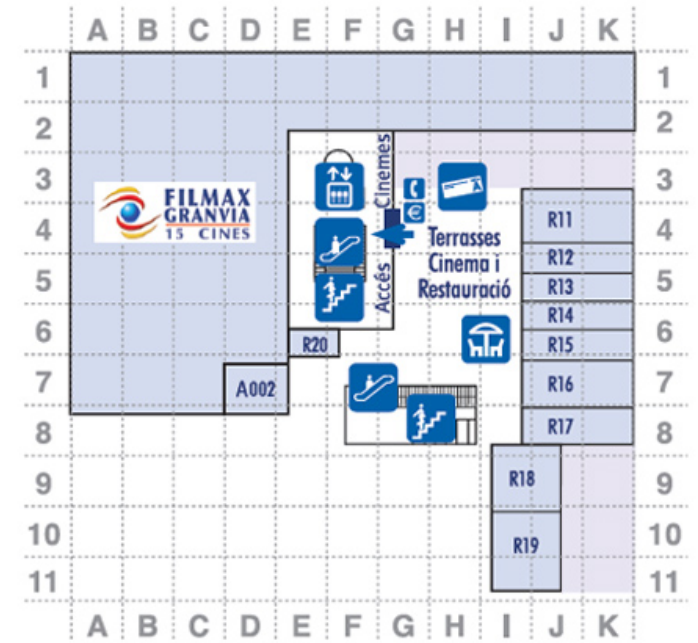 A B C D E F G H I J K
1 1
2 2
Cinemes
3 3
FILMAX
GRANVIA
15 CINES
€
R11
4 4
Terrasses
Cinema i
Restauració
Accés
R12
5 5
R13
R14
6 6
R20
R15
A002
7 7
R16
R17
8 8
R18
9 9
R19
10 10
11 11
A B C D E F G H I J K